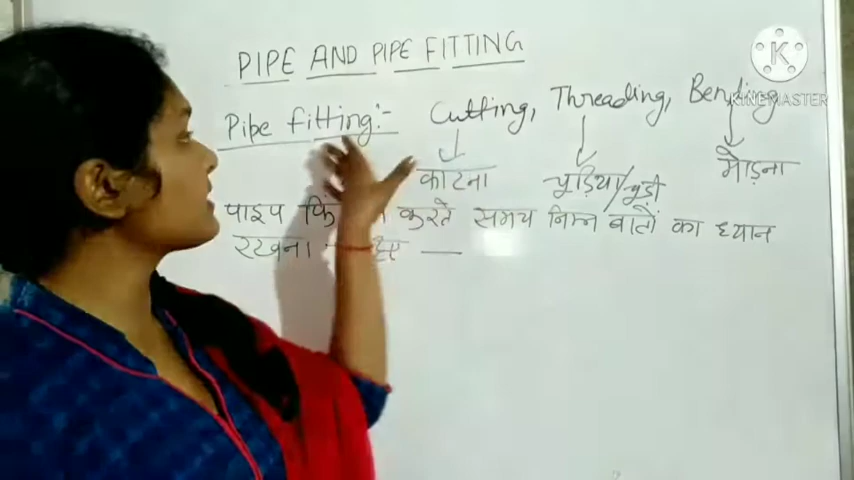 PIPE AND PIPE FITTING
Pipe fitting:- Cutting, Threading, Bending
काटना चूड़िया/चूड़ी मोड़ना
पाइप करते समय निम्न बातों का ध्यान
रखना
K
KINEMASTER